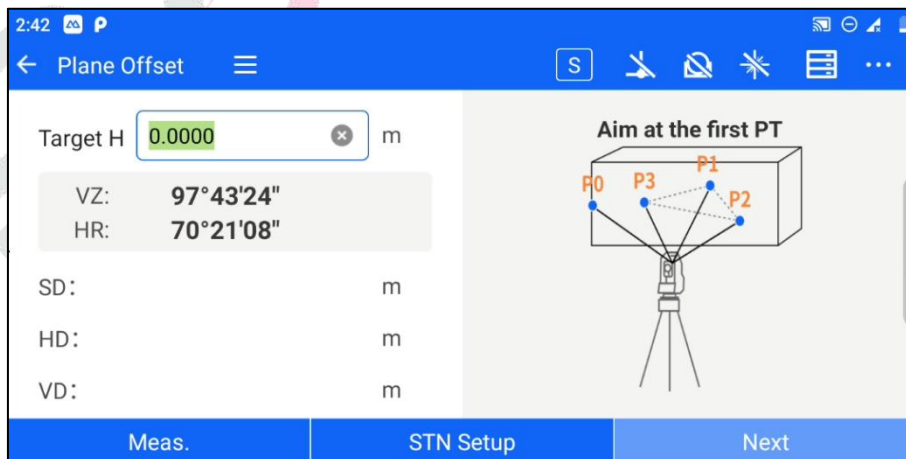 2:42
Plane Offset
S
Target H 0.0000 m
VZ: 97°43'24"
HR: 70°21'08"
SD: m
HD: m
VD: m
Aim at the first PT
P1
P0 P3
P2
Meas. STN Setup Next